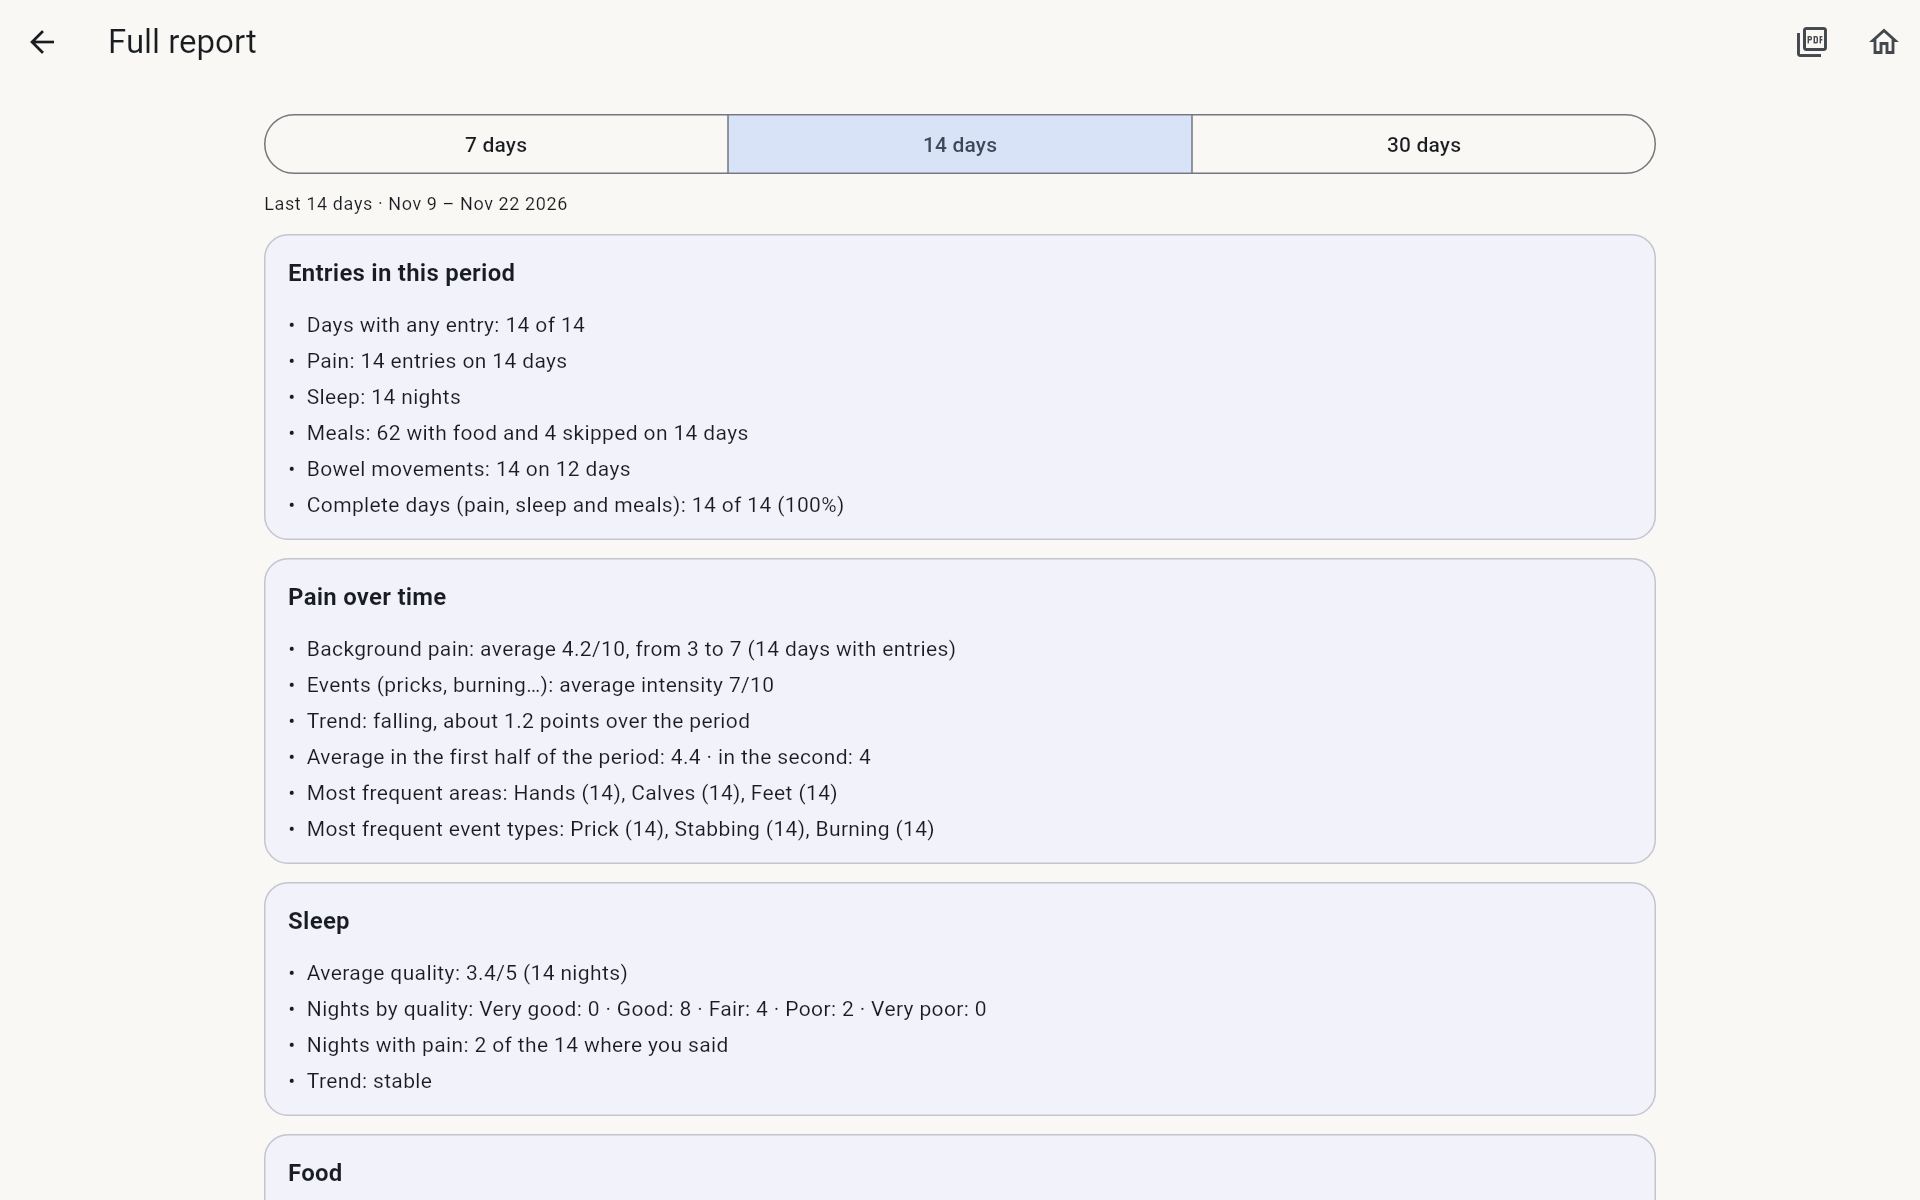 Full report
PDF
7 days
14 days
30 days
Last 14 days · Nov 9 – Nov 22 2026
Entries in this period
• Days with any entry: 14 of 14
• Pain: 14 entries on 14 days
• Sleep: 14 nights
• Meals: 62 with food and 4 skipped on 14 days
• Bowel movements: 14 on 12 days
• Complete days (pain, sleep and meals): 14 of 14 (100%)
Pain over time
• Background pain: average 4.2/10, from 3 to 7 (14 days with entries)
• Events (pricks, burning…): average intensity 7/10
• Trend: falling, about 1.2 points over the period
• Average in the first half of the period: 4.4 · in the second: 4
• Most frequent areas: Hands (14), Calves (14), Feet (14)
• Most frequent event types: Prick (14), Stabbing (14), Burning (14)
Sleep
• Average quality: 3.4/5 (14 nights)
• Nights by quality: Very good: 0 · Good: 8 · Fair: 4 · Poor: 2 · Very poor: 0
• Nights with pain: 2 of the 14 where you said
• Trend: stable
Food